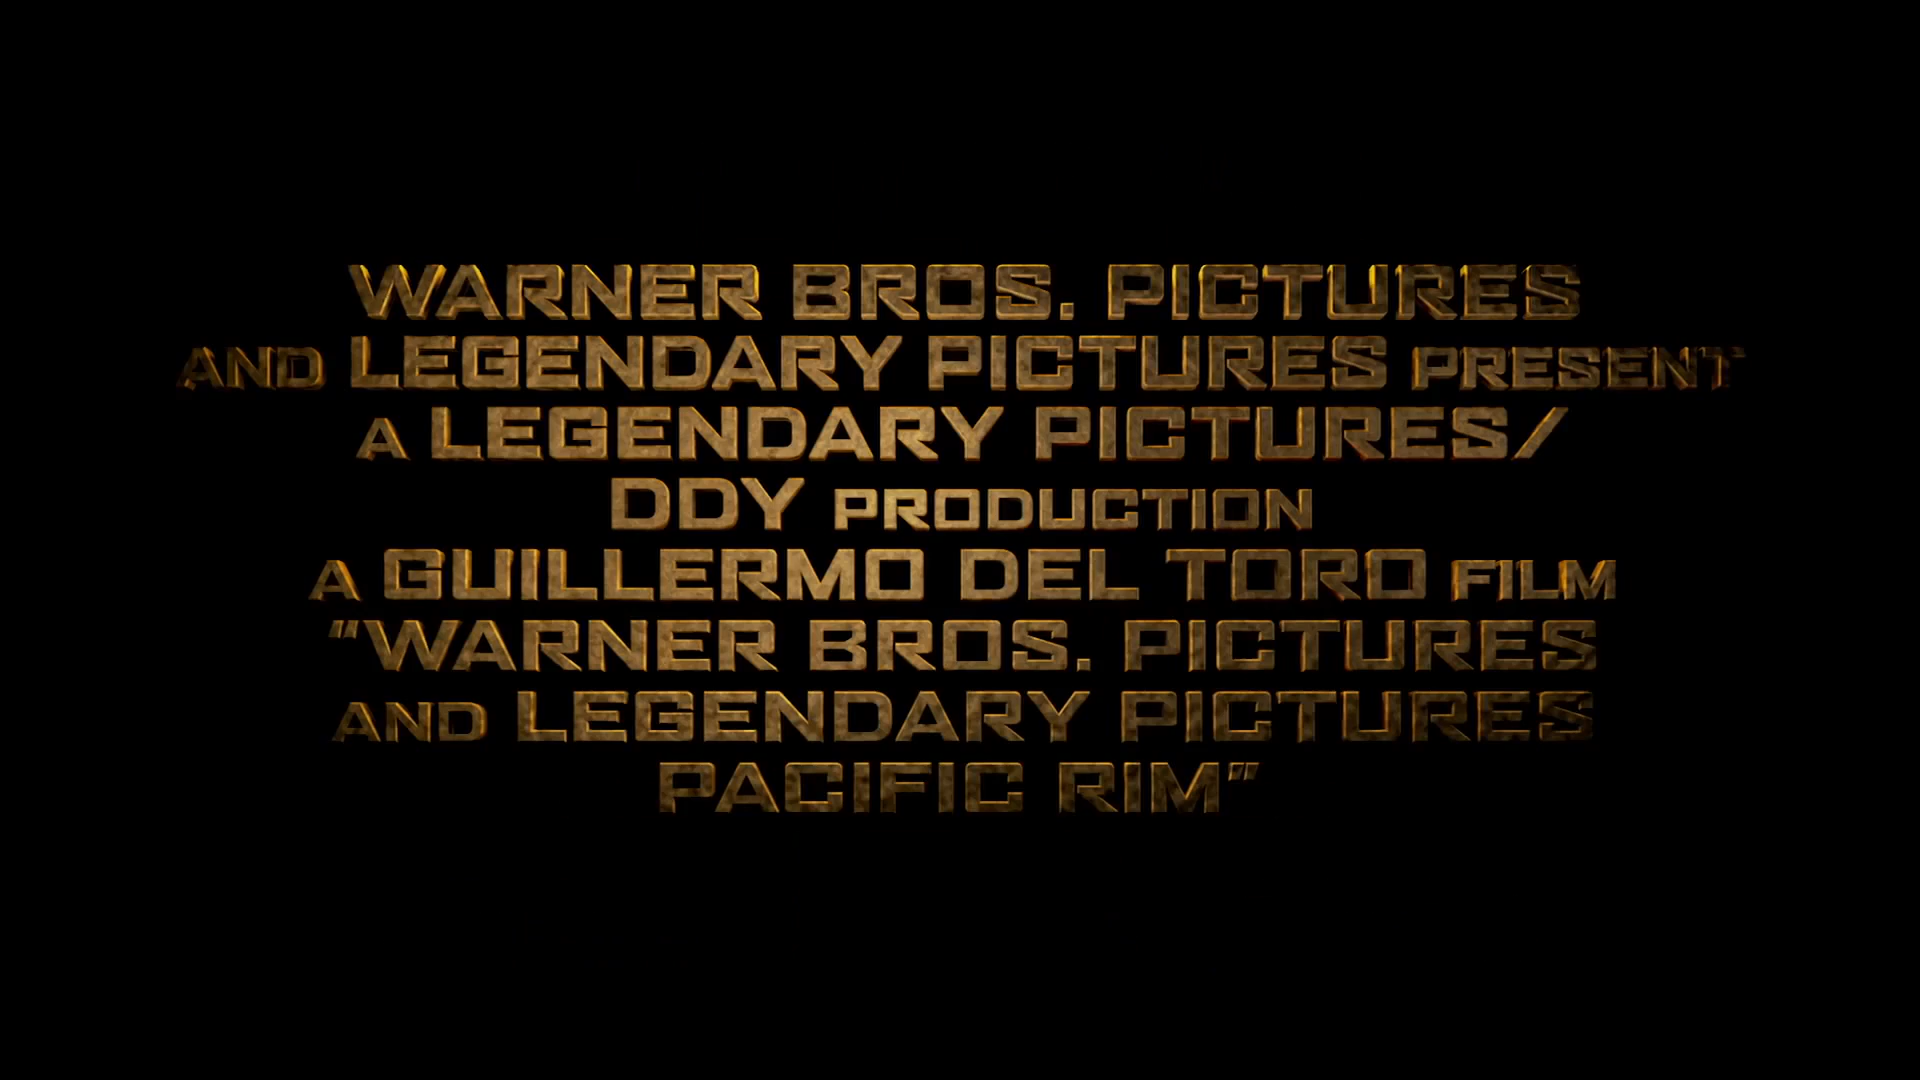 WARNER BROS. PICTURES
AND LEGENDARY PICTURES PRESENT
A LEGENDARY PICTURES/
DDY PRODUCTION
A GUILLERMO DEL TORO FILM
"WARNER BROS. PICTURES
AND LEGENDARY PICTURES
PACIFIC RIM"